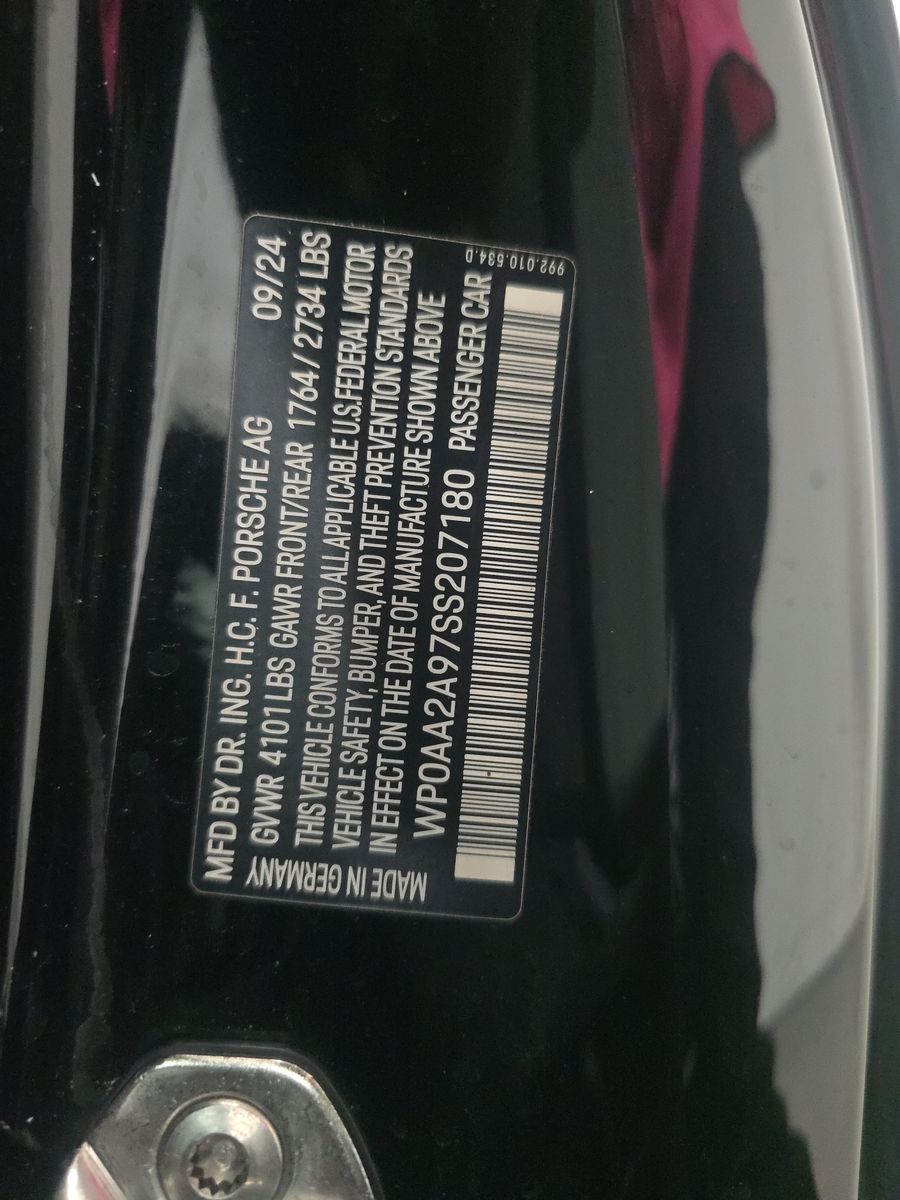 MFD BY DR. ING. H.C. F. PORSCHE AG 09/24
GVWR 4101 LBS GAWR FRONT/REAR 1764 / 2734 LBS
THIS VEHICLE CONFORMS TO ALL APPLICABLE U.S. FEDERAL MOTOR
VEHICLE SAFETY, BUMPER, AND THEFT PREVENTION STANDARDS
IN EFFECT ON THE DATE OF MANUFACTURE SHOWN ABOVE
WP0AA2A97SS207180 PASSENGER CAR
MADE IN GERMANY
992.010.534.D